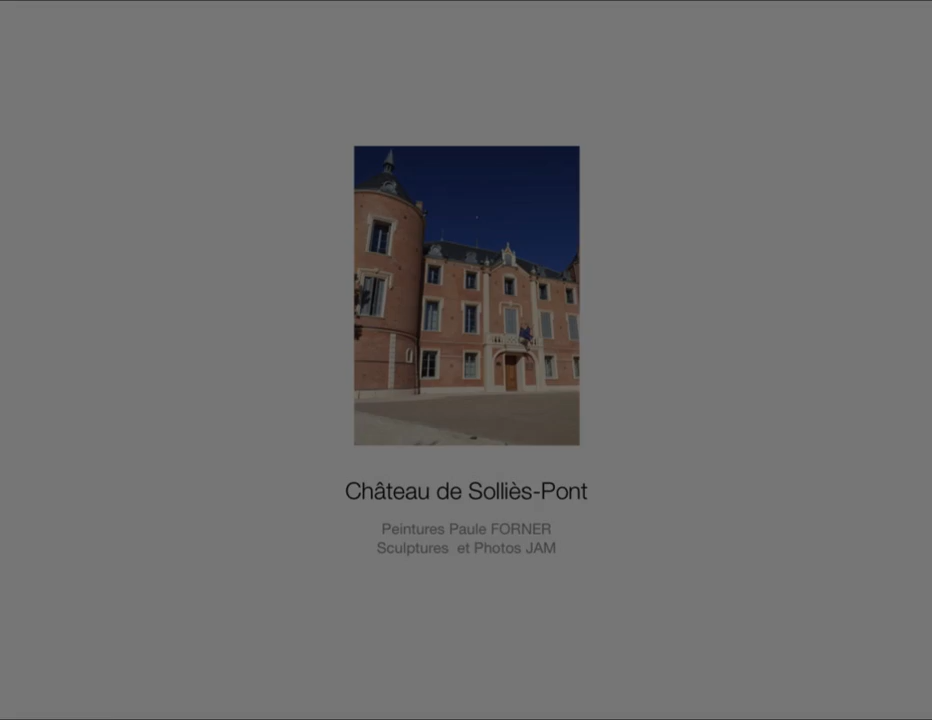 Château de Solliès-Pont
Peintures Paule FORNER
Sculptures  et Photos JAM